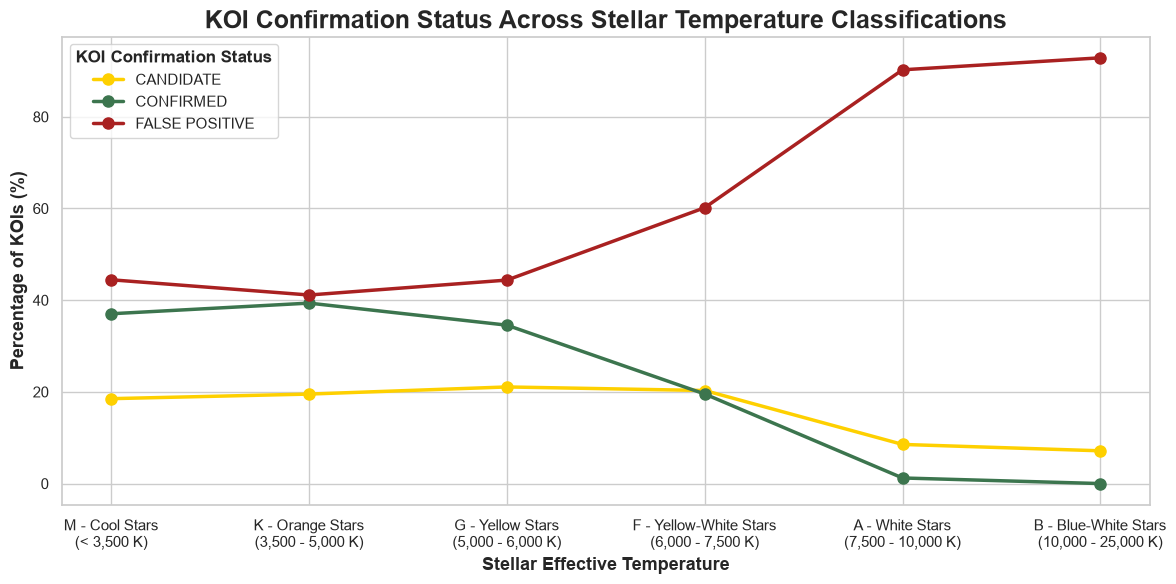 KOI Confirmation Status Across Stellar Temperature Classifications
KOI Confirmation Status
CANDIDATE
CONFIRMED
FALSE POSITIVE
Percentage of KOIs (%)
80
60
40
20
0
M - Cool Stars
(< 3,500 K)
K - Orange Stars
(3,500 - 5,000 K)
G - Yellow Stars
(5,000 - 6,000 K)
F - Yellow-White Stars
(6,000 - 7,500 K)
A - White Stars
(7,500 - 10,000 K)
B - Blue-White Stars
(10,000 - 25,000 K)
Stellar Effective Temperature